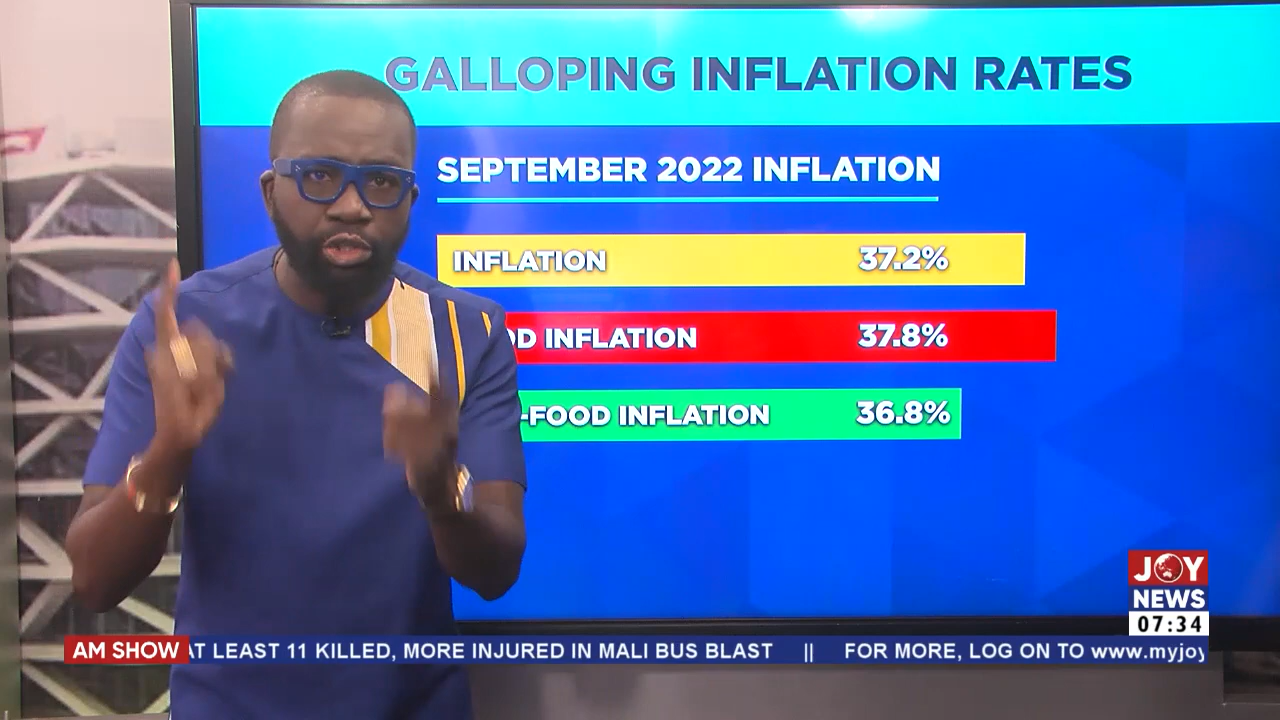 GALLOPING INFLATION RATES
SEPTEMBER 2022 INFLATION
INFLATION 37.2%
OD INFLATION 37.8%
-FOOD INFLATION 36.8%
JOY
NEWS
07:34
AM SHOW AT LEAST 11 KILLED, MORE INJURED IN MALI BUS BLAST || FOR MORE, LOG ON TO www.myjoy